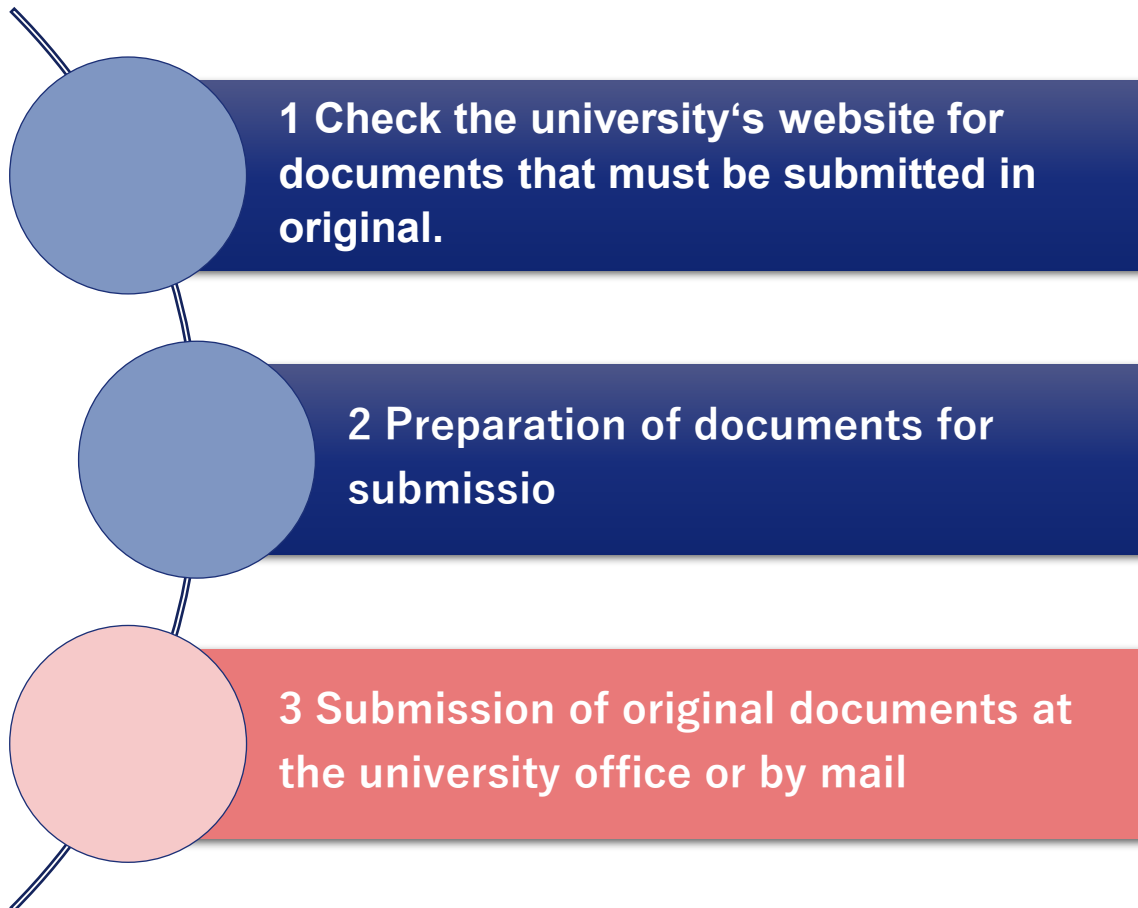 1 Check the university‘s website for
documents that must be submitted in
original.
2 Preparation of documents for
submissio
3 Submission of original documents at
the university office or by mail